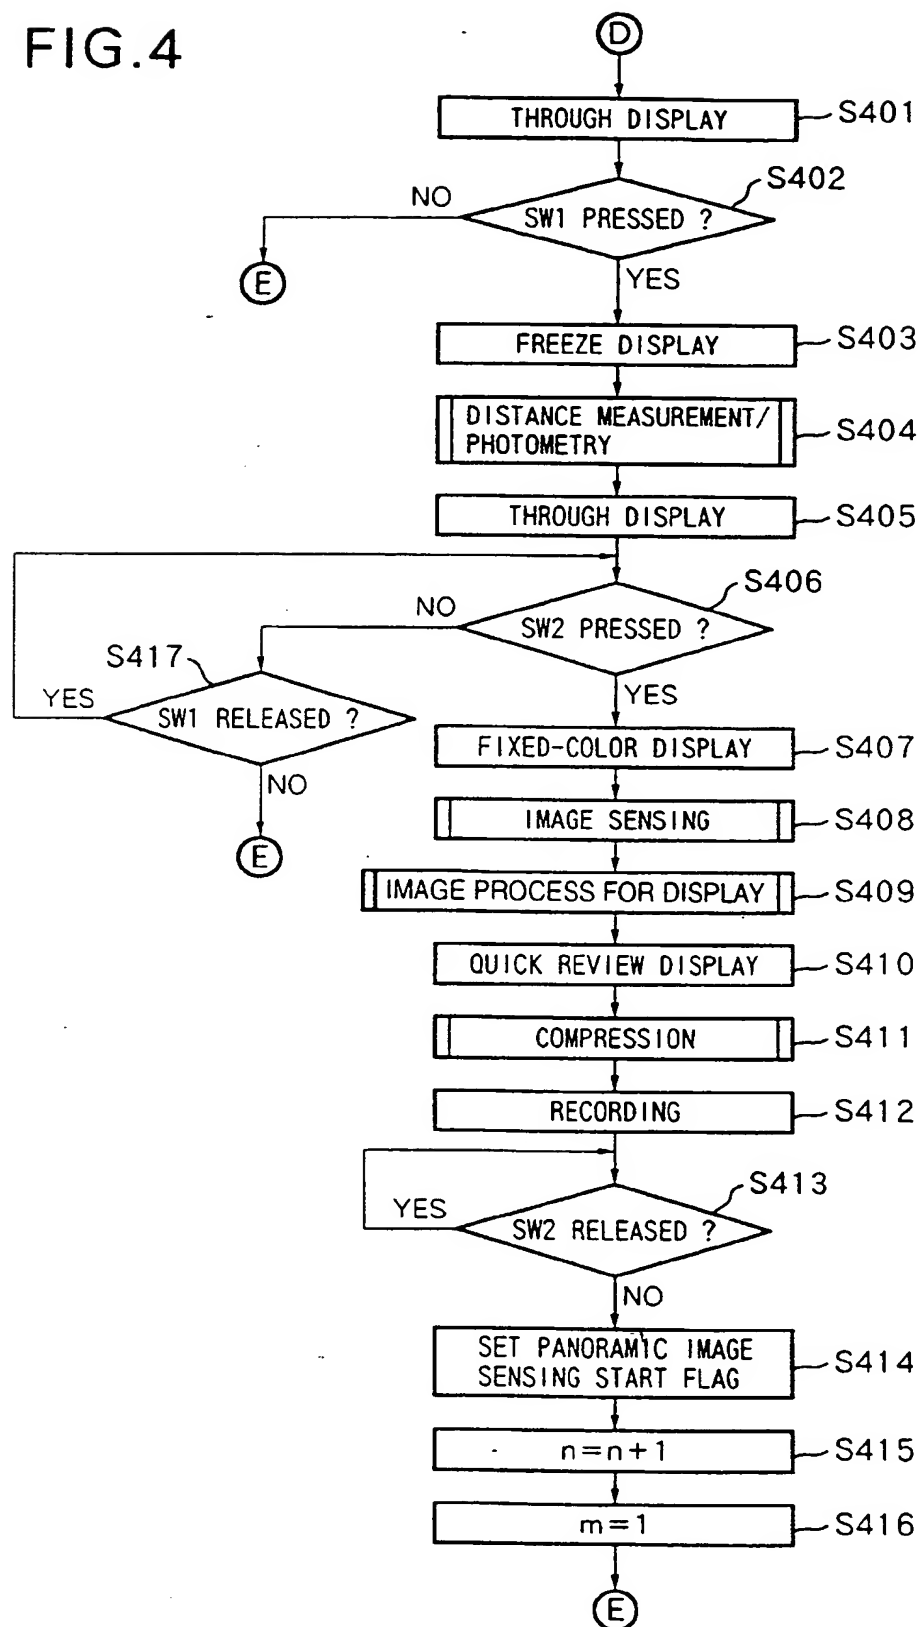 FIG.4
D
THROUGH DISPLAY
S401
S402
SW1 PRESSED ?
NO
E
YES
FREEZE DISPLAY
S403
DISTANCE MEASUREMENT/
PHOTOMETRY
S404
THROUGH DISPLAY
S405
S406
SW2 PRESSED ?
NO
S417
SW1 RELEASED ?
YES
NO
E
YES
FIXED-COLOR DISPLAY
S407
IMAGE SENSING
S408
IMAGE PROCESS FOR DISPLAY
S409
QUICK REVIEW DISPLAY
S410
COMPRESSION
S411
RECORDING
S412
S413
SW2 RELEASED ?
YES
NO
SET PANORAMIC IMAGE
SENSING START FLAG
S414
n=n+1
S415
m=1
S416
E